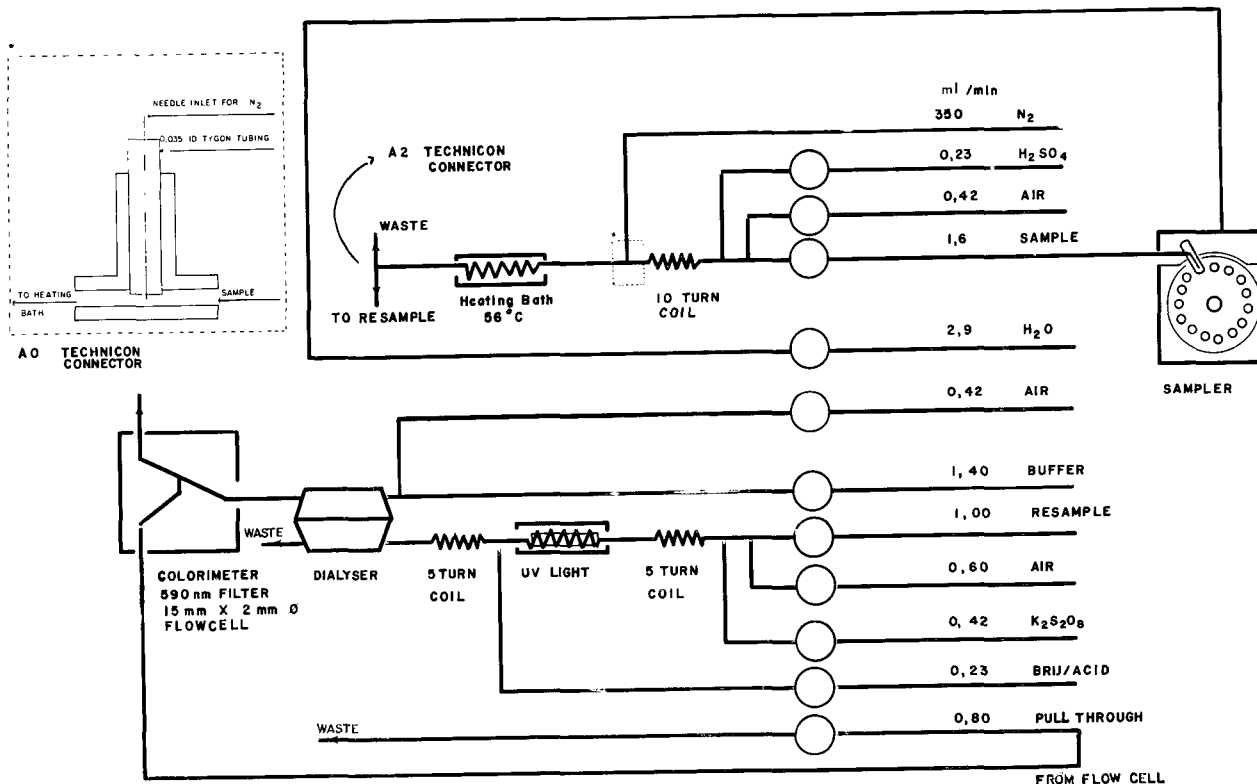 *
NEEDLE INLET FOR N2
0,035 ID TYGON TUBING
TO HEATING
BATH
SAMPLE
A0 TECHNICON
CONNECTOR
A2 TECHNICON
CONNECTOR
WASTE
TO RESAMPLE
Heating Bath
56°C
*
10 TURN
COIL
ml /min
350 N2
0,23 H2SO4
0,42 AIR
1,6 SAMPLE
2,9 H2O
SAMPLER
0,42 AIR
1,40 BUFFER
1,00 RESAMPLE
0,60 AIR
0,42 K2S2O8
0,23 BRIJ/ACID
0,80 PULL THROUGH
FROM FLOW CELL
WASTE
COLORIMETER
590 nm FILTER
15 mm X 2 mm Ø
FLOWCELL
DIALYSER
5 TURN
COIL
UV LIGHT
5 TURN
COIL
WASTE